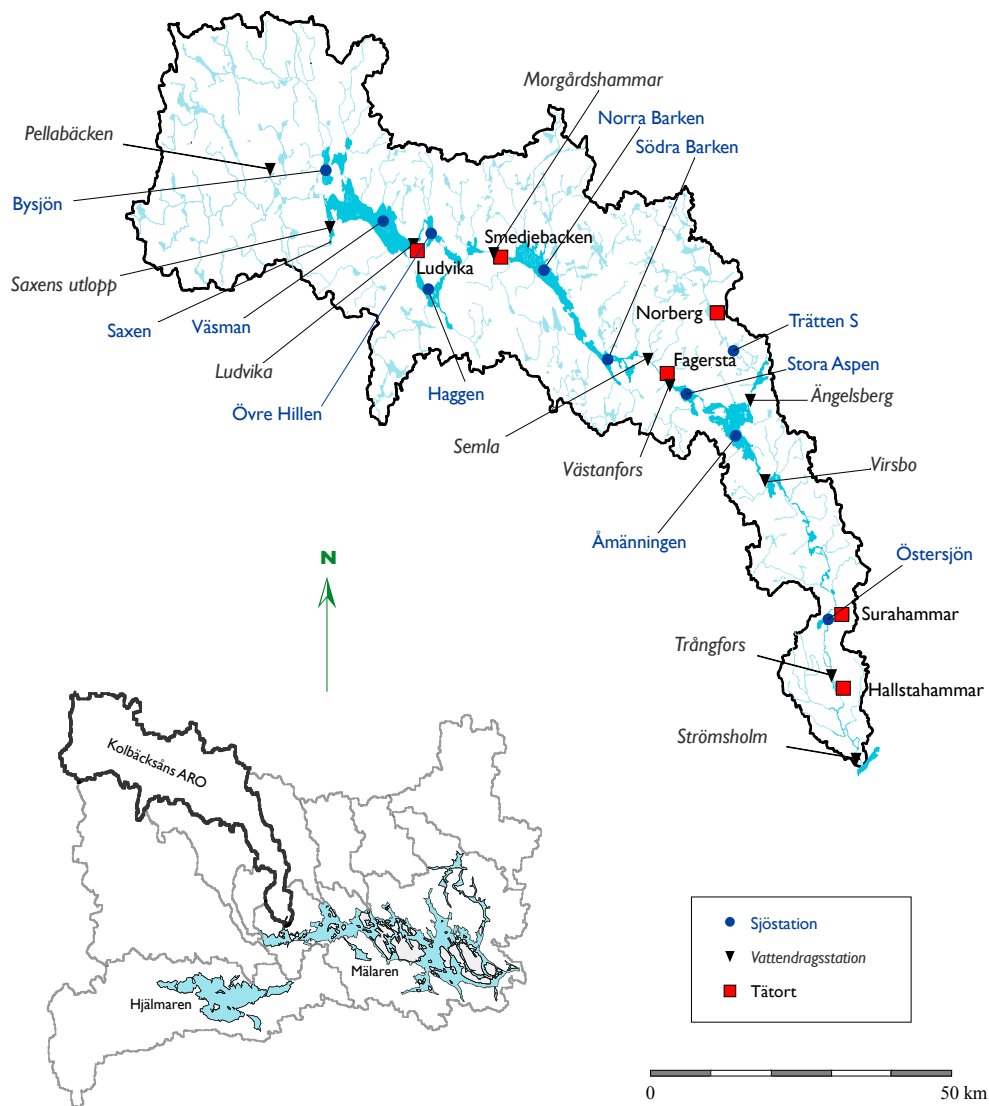 Morgårdshammar
Norra Barken
Pellabäcken
Södra Barken
Bysjön
Smedjebacken
Saxens utlopp
Ludvika
Norberg
Saxen
Väsman
Trätten S
Ludvika
Fagersta
Stora Aspen
Haggen
Ängelsberg
Övre Hillen
Semla
Västanfors
Virsbo
Åmänningen
Östersjön
N
Surahammar
Trångfors
Hallstahammar
Strömsholm
Kolbäcksåns ARO
Mälaren
Hjälmaren
Sjöstation
Vattendragsstation
Tätort
0 50 km